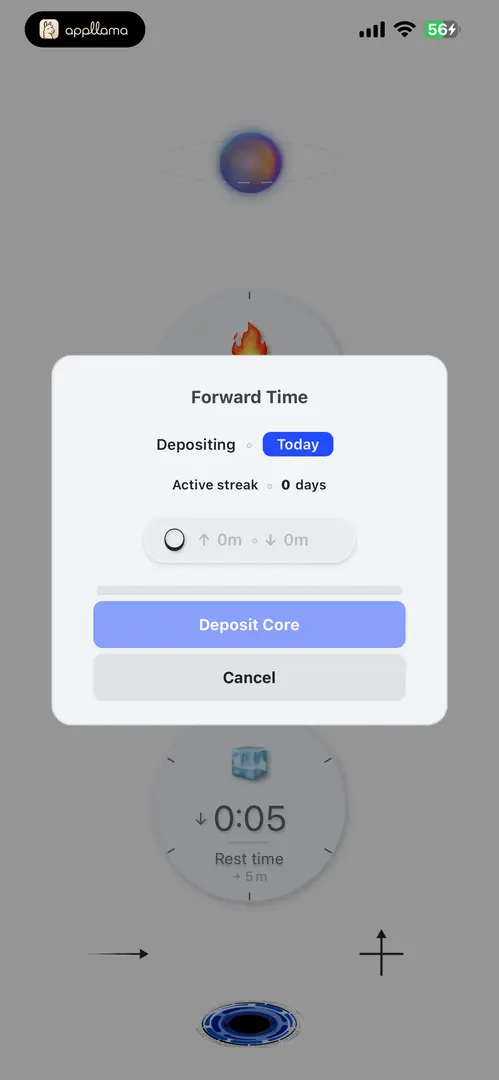 appllama
56
Forward Time
Depositing ◦ Today
Active streak ◦ 0 days
↑ 0m ◦ ↓ 0m
Deposit Core
Cancel
↓ 0:05
Rest time
→ 5 m